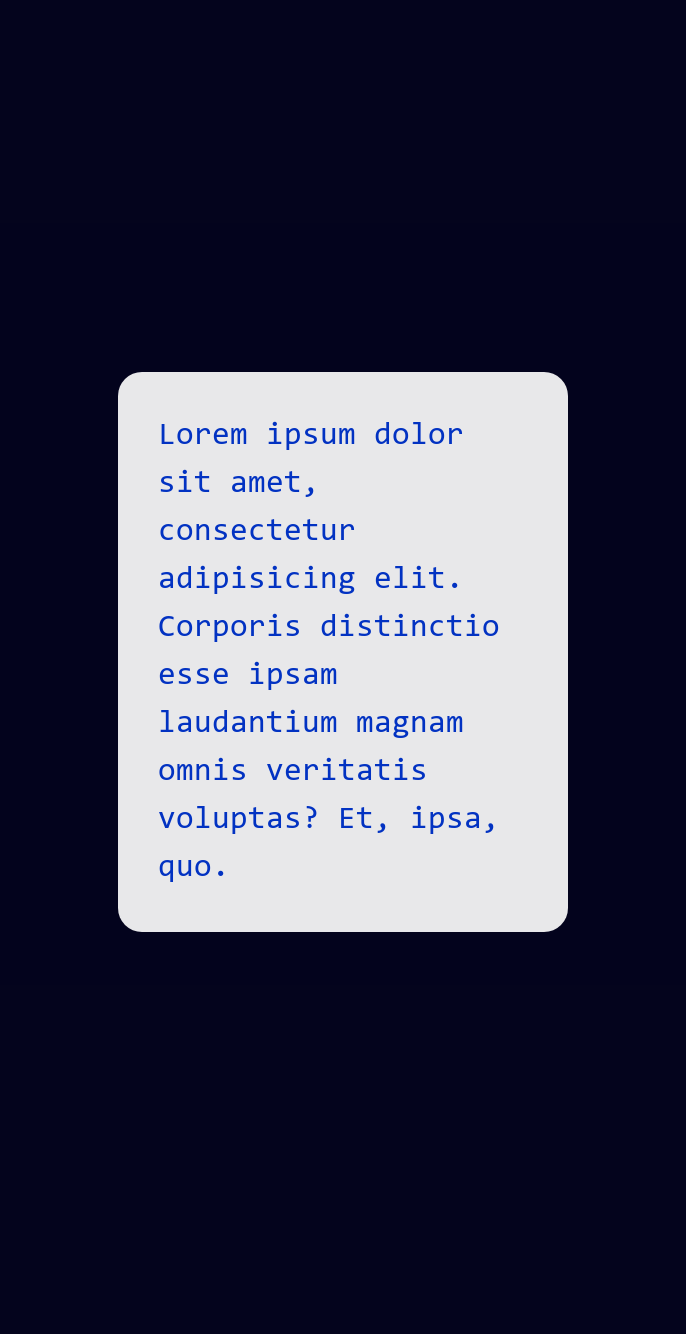 Lorem ipsum dolor
sit amet,
consectetur
adipisicing elit.
Corporis distinctio
esse ipsam
laudantium magnam
omnis veritatis
voluptas? Et, ipsa,
quo.